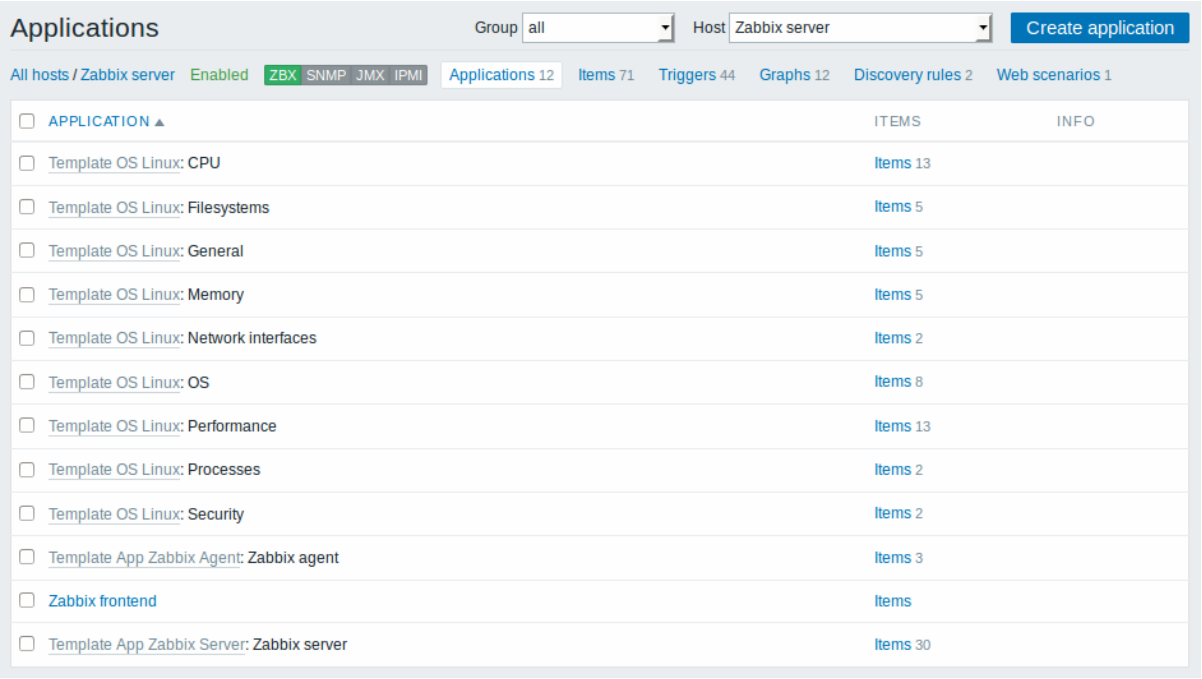 Applications Group all Host Zabbix server Create application
All hosts / Zabbix server Enabled ZBX SNMP JMX IPMI Applications 12 Items 71 Triggers 44 Graphs 12 Discovery rules 2 Web scenarios 1
APPLICATION ▲ ITEMS INFO
Template OS Linux: CPU Items 13
Template OS Linux: Filesystems Items 5
Template OS Linux: General Items 5
Template OS Linux: Memory Items 5
Template OS Linux: Network interfaces Items 2
Template OS Linux: OS Items 8
Template OS Linux: Performance Items 13
Template OS Linux: Processes Items 2
Template OS Linux: Security Items 2
Template App Zabbix Agent: Zabbix agent Items 3
Zabbix frontend Items
Template App Zabbix Server: Zabbix server Items 30